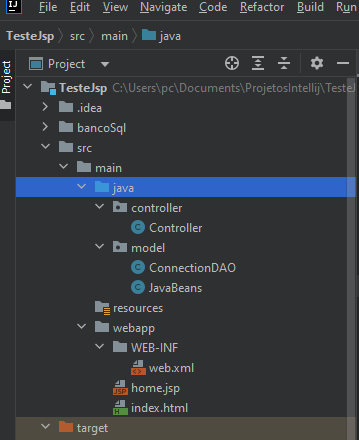 IJ File Edit View Navigate Code Refactor Build Run
TesteJsp src main java
Project
Project
TesteJsp C:\Users\pc\Documents\ProjetosIntellij\Teste
.idea
bancoSql
src
main
java
controller
Controller
model
ConnectionDAO
JavaBeans
resources
webapp
WEB-INF
web.xml
JSP home.jsp
H index.html
target